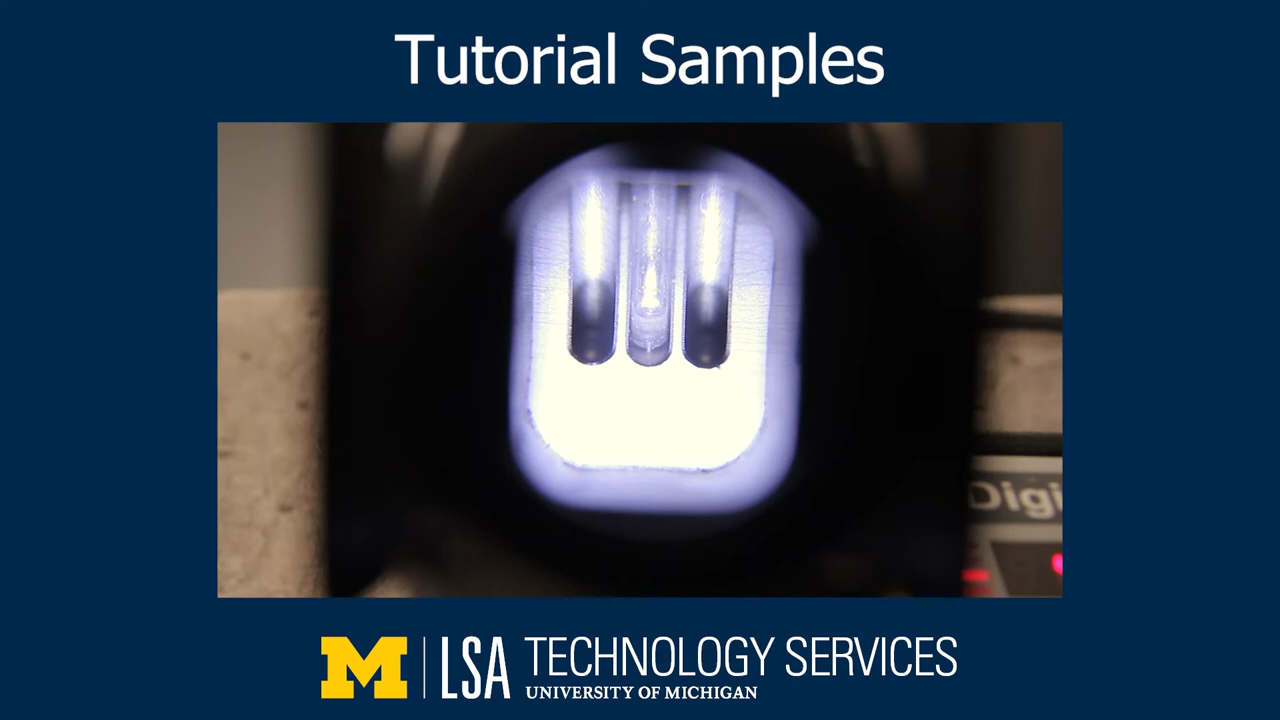 Tutorial Samples
Digi
M
LSA TECHNOLOGY SERVICES
UNIVERSITY OF MICHIGAN